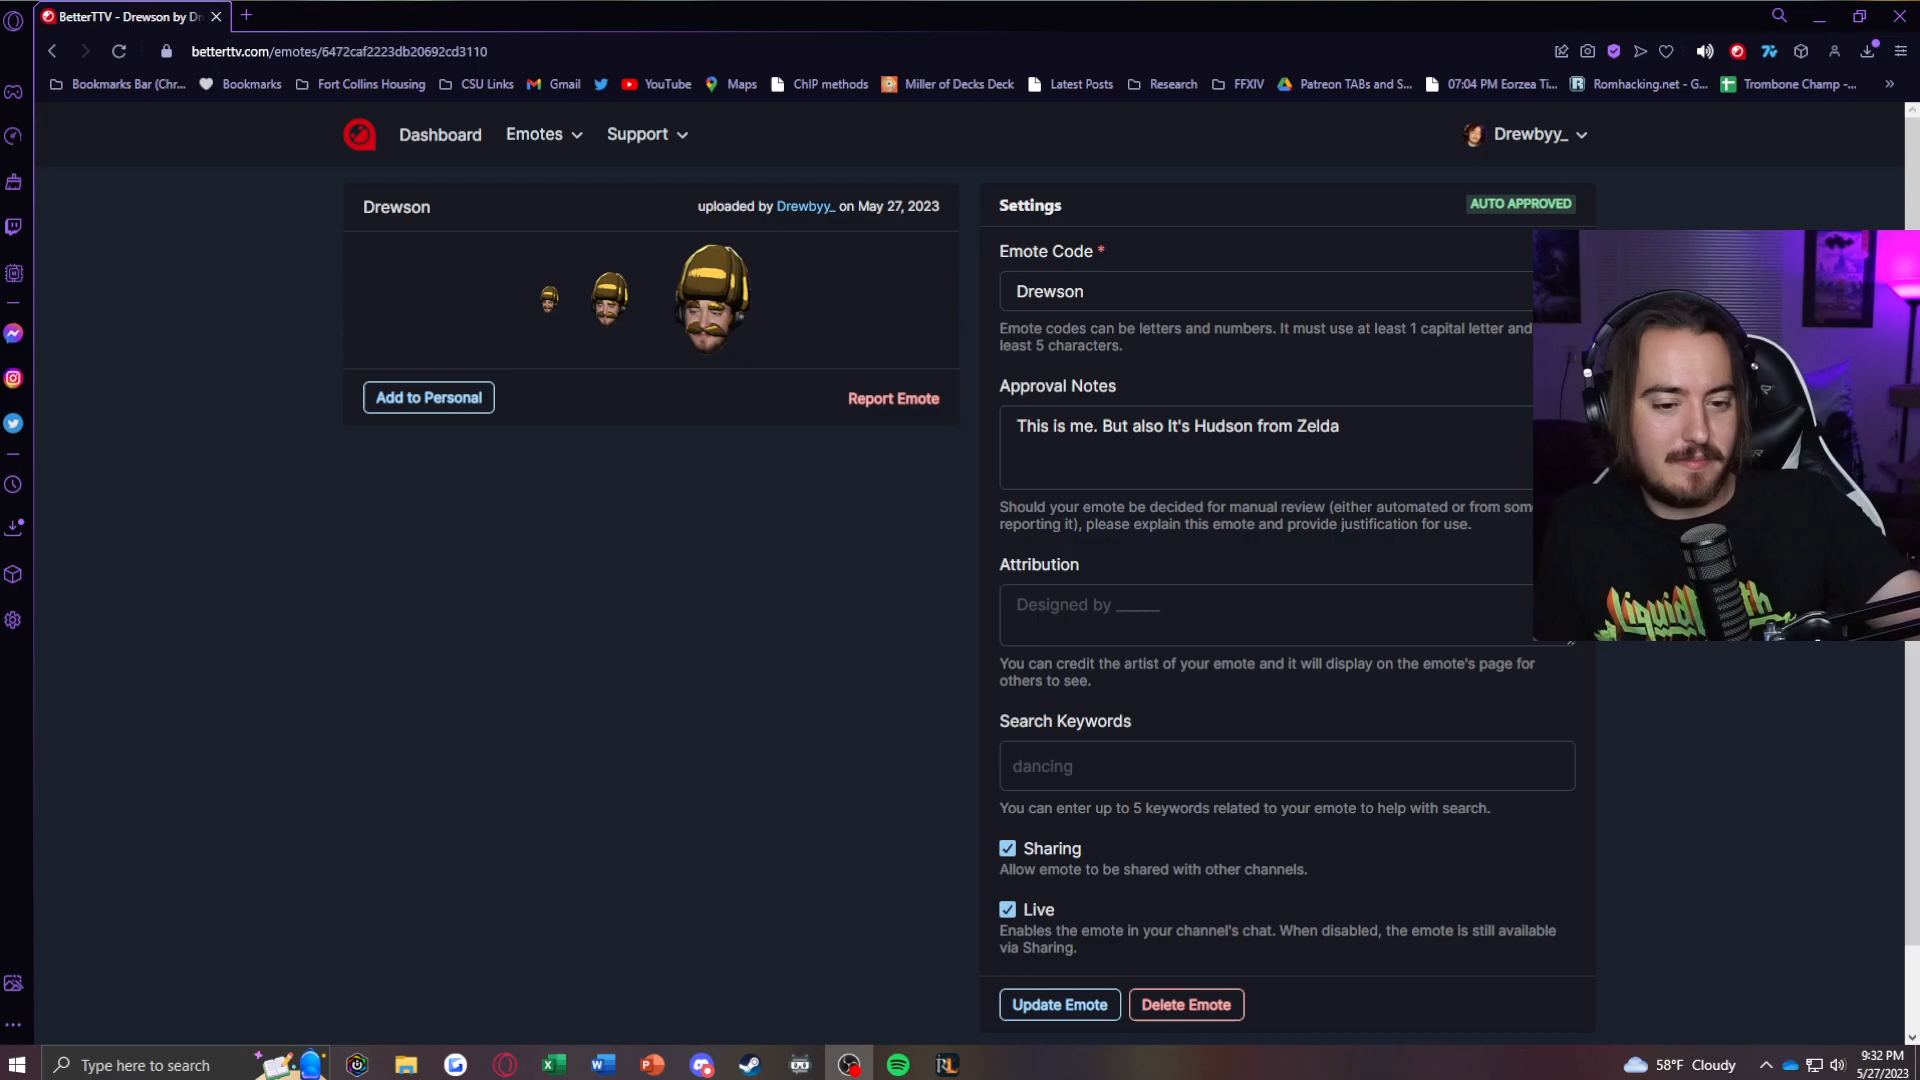 BetterTTV - Drewson by Dr
betterttv.com/emotes/6472caf2223db20692cd3110
Bookmarks Bar (Chr... Bookmarks Fort Collins Housing CSU Links Gmail YouTube Maps ChIP methods Miller of Decks Deck Latest Posts Research FFXIV Patreon TABs and S... 07:04 PM Eorzea Ti... Romhacking.net - G... Trombone Champ -... »
Dashboard Emotes Support Drewbyy_
Drewson uploaded by Drewbyy_ on May 27, 2023
Add to Personal Report Emote
Settings AUTO APPROVED
Emote Code *
Drewson
Emote codes can be letters and numbers. It must use at least 1 capital letter and
least 5 characters.
Approval Notes
This is me. But also It's Hudson from Zelda
Should your emote be decided for manual review (either automated or from som
reporting it), please explain this emote and provide justification for use.
Attribution
Designed by ______
You can credit the artist of your emote and it will display on the emote's page for
others to see.
Search Keywords
dancing
You can enter up to 5 keywords related to your emote to help with search.
Sharing
Allow emote to be shared with other channels.
Live
Enables the emote in your channel's chat. When disabled, the emote is still available
via Sharing.
Update Emote Delete Emote
Type here to search
58°F Cloudy
9:32 PM
5/27/2023